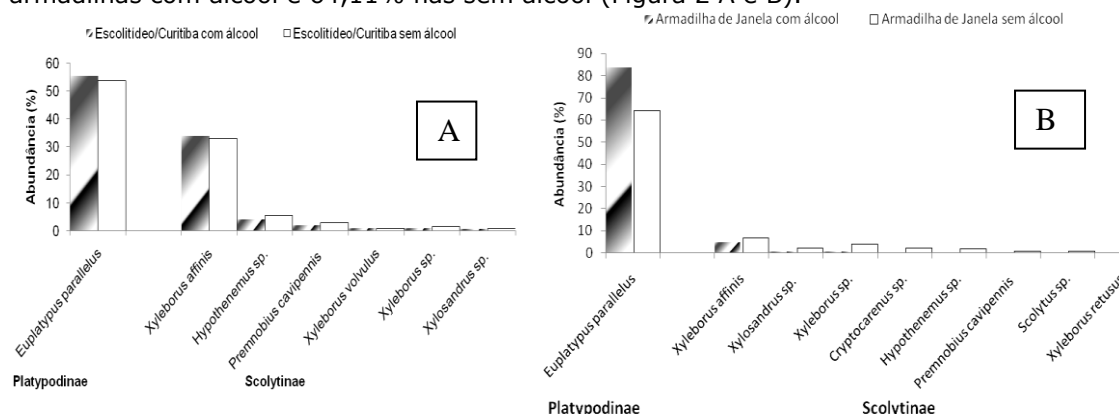 armadilhas com álcool e 64,11% nas sem álcool (Figura 2 A e B).
Escolitídeo/Curitiba com álcool Escolitídeo/Curitiba sem álcool
Abundância (%)
60
50
40
30
20
10
0
A
Euplatypus parallelus
Xyleborus affinis
Hypothenemus sp.
Premnobius cavipennis
Xyleborus volvulus
Xyleborus sp.
Xylosandrus sp.
Platypodinae Scolytinae
Armadilha de Janela com álcool Armadilha de Janela sem álcool
Abundância (%)
90
80
70
60
50
40
30
20
10
0
B
Euplatypus parallelus
Xyleborus affinis
Xylosandrus sp.
Xyleborus sp.
Cryptocarenus sp.
Hypothenemus sp.
Premnobius cavipennis
Scolytus sp.
Xyleborus retusus
Platypodinae Scolytinae